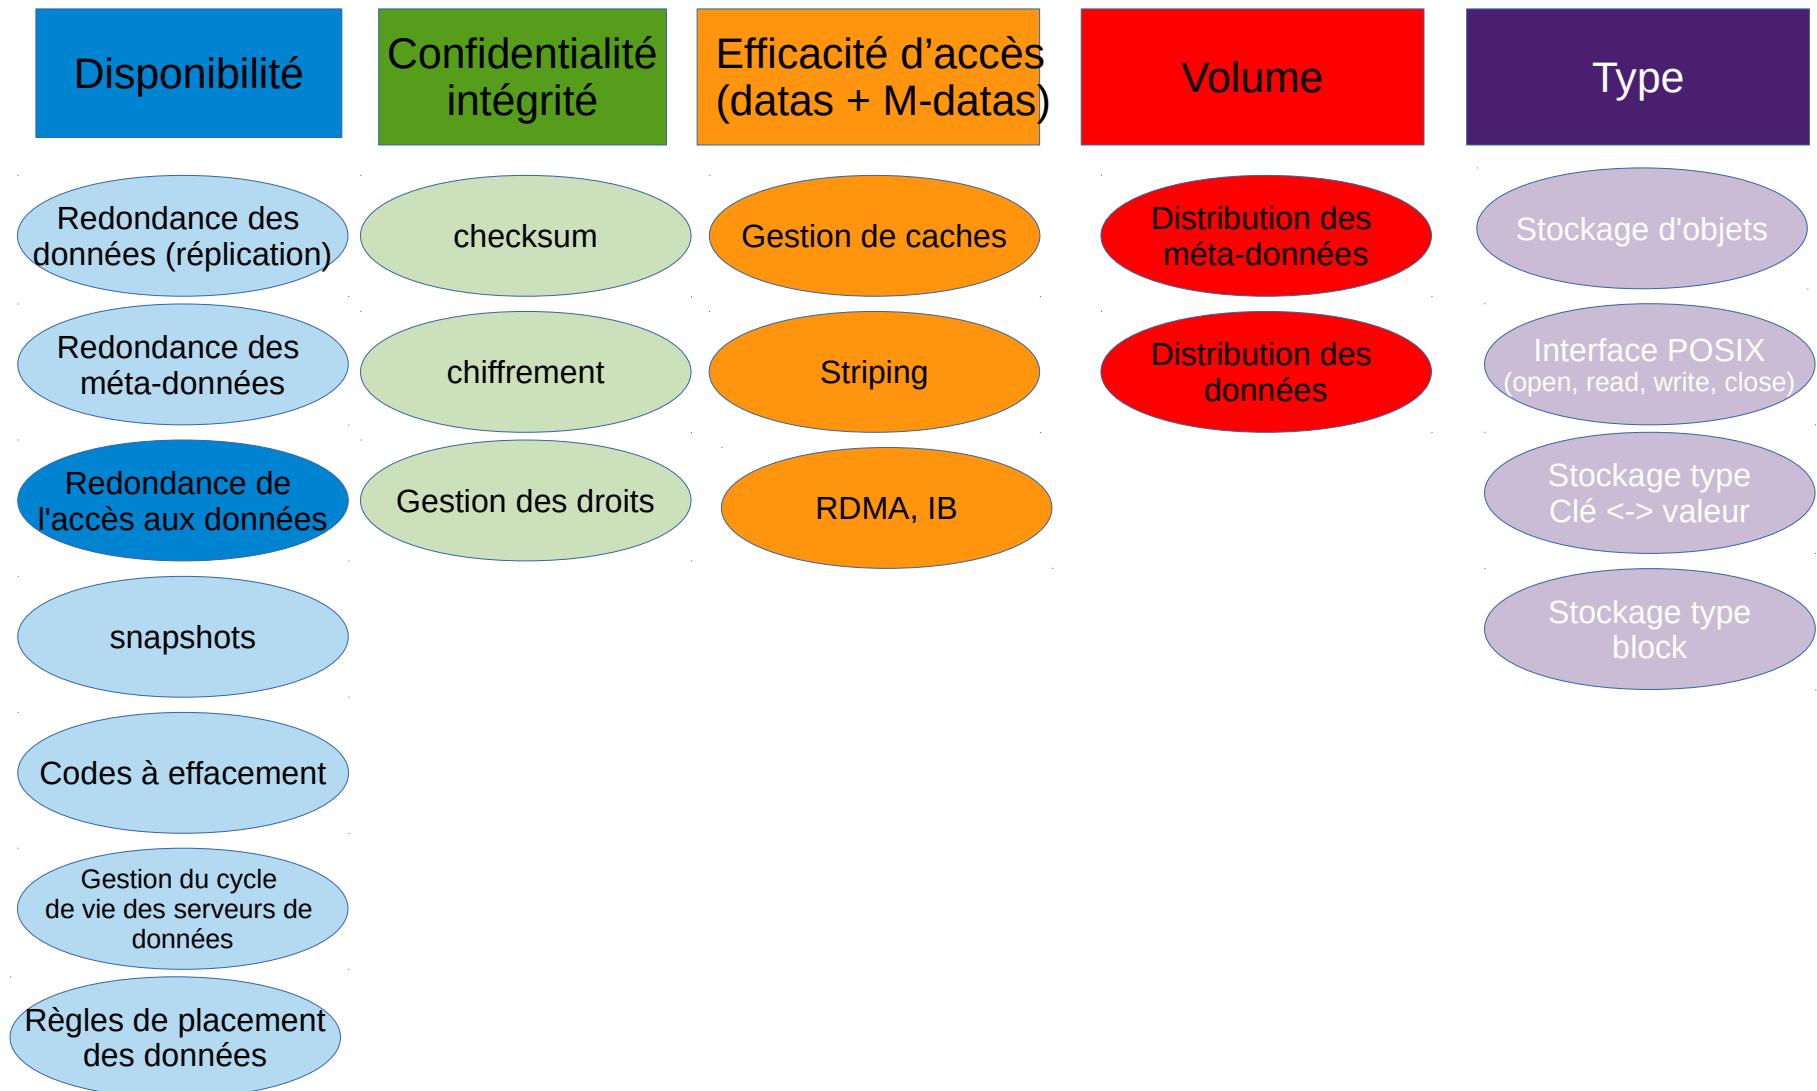 Disponibilité
Confidentialité
intégrité
Efficacité d’accès
(datas + M-datas)
Volume
Type
Redondance des
données (réplication)
Redondance des
méta-données
Redondance de
l'accès aux données
snapshots
Codes à effacement
Gestion du cycle
de vie des serveurs de
données
Règles de placement
des données
checksum
chiffrement
Gestion des droits
Gestion de caches
Striping
RDMA, IB
Distribution des
méta-données
Distribution des
données
Stockage d'objets
Interface POSIX
(open, read, write, close)
Stockage type
Clé <-> valeur
Stockage type
block